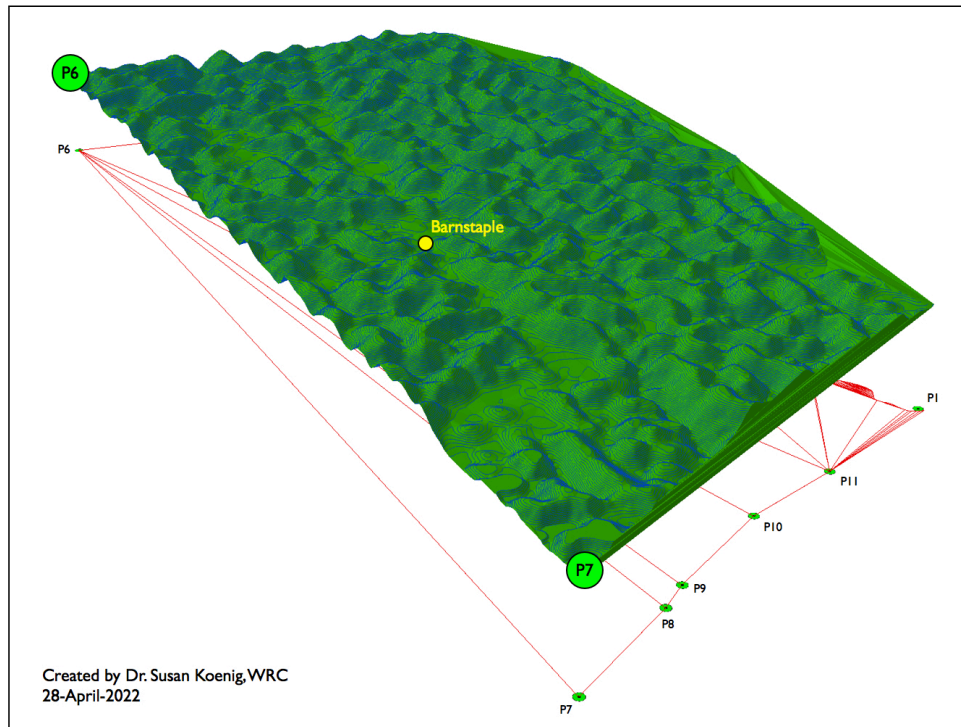 P6
P6
Barnstaple
P1
P11
P10
P7
P9
P8
P7
Created by Dr. Susan Koenig, WRC
28-April-2022